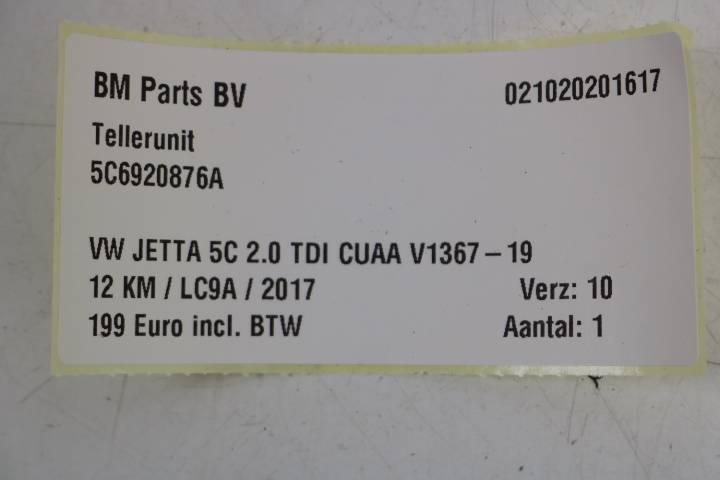 BM Parts BV 021020201617
Tellerunit
5C6920876A
VW JETTA 5C 2.0 TDI CUAA V1367-19
12 KM / LC9A / 2017 Verz: 10
199 Euro incl. BTW Aantal: 1